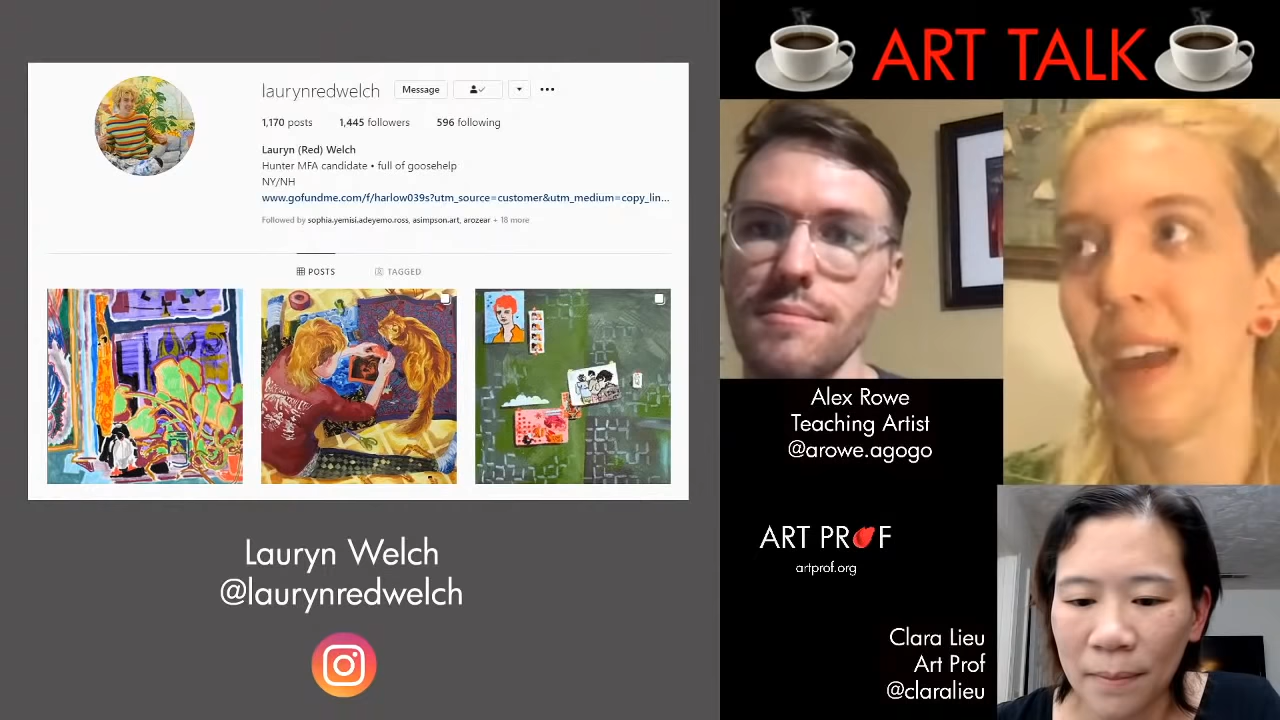 laurynredwelch Message
1,170 posts 1,445 followers 596 following
Lauryn (Red) Welch
Hunter MFA candidate • full of goosehelp
NY/NH
www.gofundme.com/f/harlow039s?utm_source=customer&utm_medium=copy_lin...
Followed by sophia.yemisi.adeyemo.ross, asimpson.art, arozear + 18 more
POSTS TAGGED
Lauryn Welch
@laurynredwelch
ART TALK
Alex Rowe
Teaching Artist
@arowe.agogo
ART PROF
artprof.org
Clara Lieu
Art Prof
@claralieu